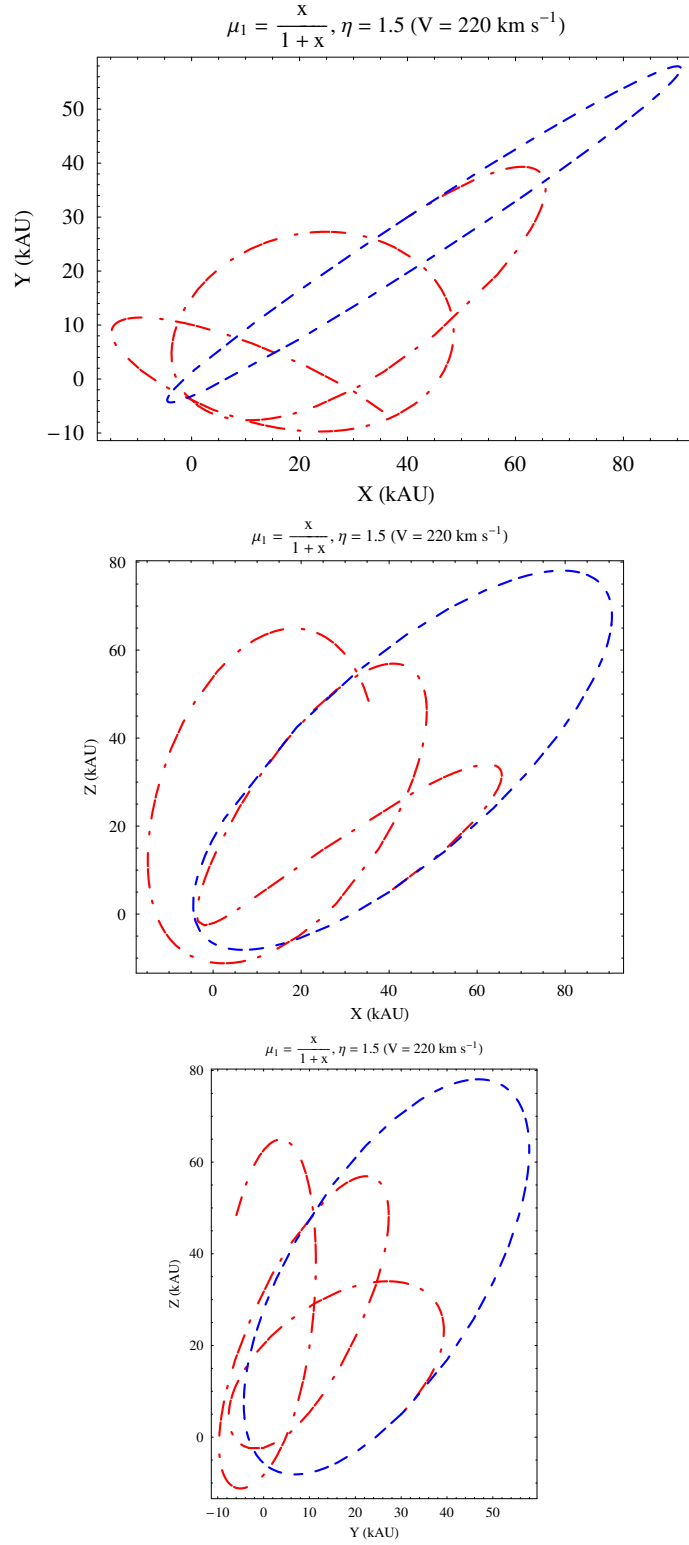 μ₁ = x/(1 + x), η = 1.5 (V = 220 km s⁻¹)
50
40
30
20
10
0
−10
Y (kAU)
0 20 40 60 80
X (kAU)
μ₁ = x/(1 + x), η = 1.5 (V = 220 km s⁻¹)
80
60
40
20
0
Z (kAU)
0 20 40 60 80
X (kAU)
μ₁ = x/(1 + x), η = 1.5 (V = 220 km s⁻¹)
80
60
40
20
0
Z (kAU)
−10 0 10 20 30 40 50
Y (kAU)